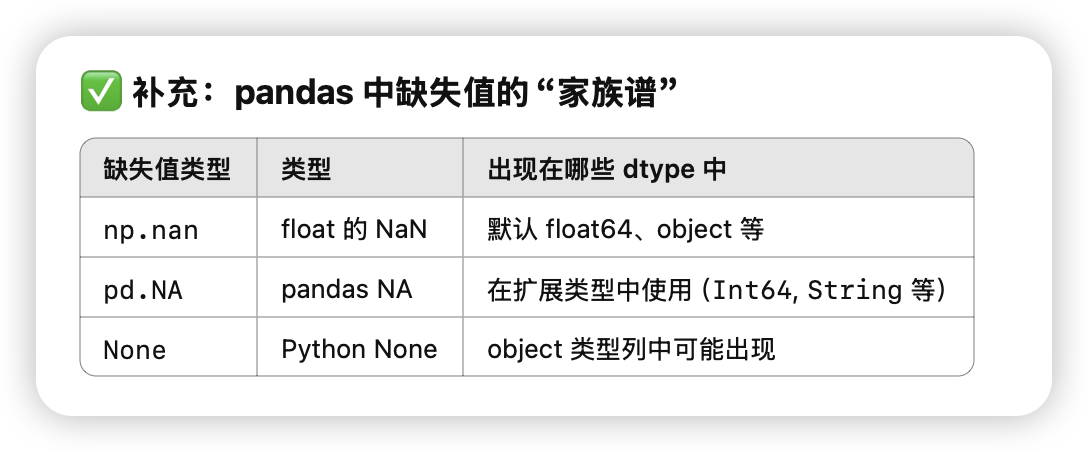 ✅ 补充：pandas 中缺失值的“家族谱”
缺失值类型 类型 出现在哪些 dtype 中
np.nan float 的 NaN 默认 float64、object 等
pd.NA pandas NA 在扩展类型中使用 (Int64, String 等)
None Python None object 类型列中可能出现